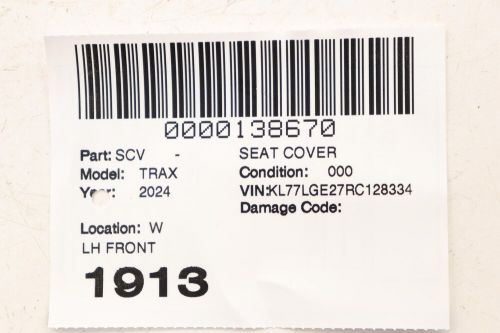 0000138670
Part: SCV - SEAT COVER
Model: TRAX Condition: 000
Year: 2024 VIN:KL77LGE27RC128334
Damage Code:
Location: W
LH FRONT
1913